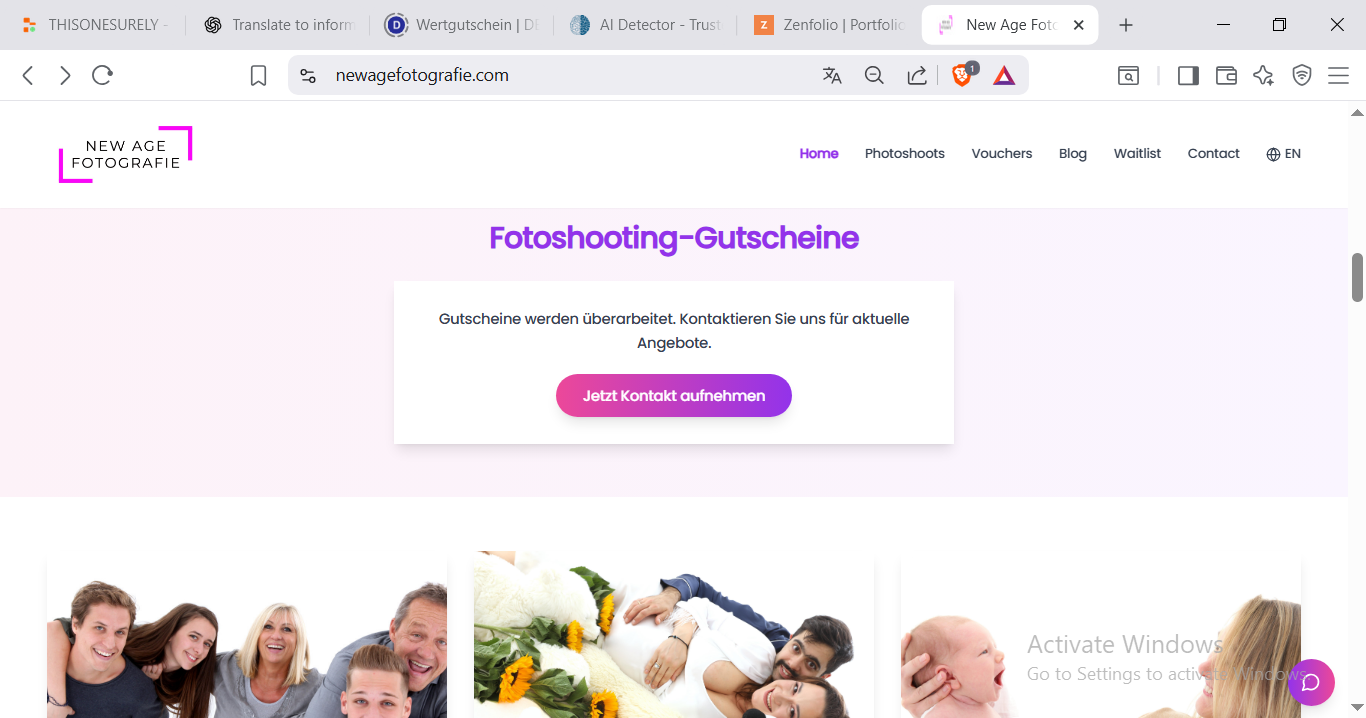 THISONESURELY -
Translate to inform
D
Wertgutschein | DE
AI Detector - Trust
Z
Zenfolio | Portfolio
New Age Foto
newagefotografie.com
1
NEW AGE
FOTOGRAFIE
Home
Photoshoots
Vouchers
Blog
Waitlist
Contact
EN
Fotoshooting-Gutscheine
Gutscheine werden überarbeitet. Kontaktieren Sie uns für aktuelle
Angebote.
Jetzt Kontakt aufnehmen
Activate Windows
Go to Settings to activate Windows.